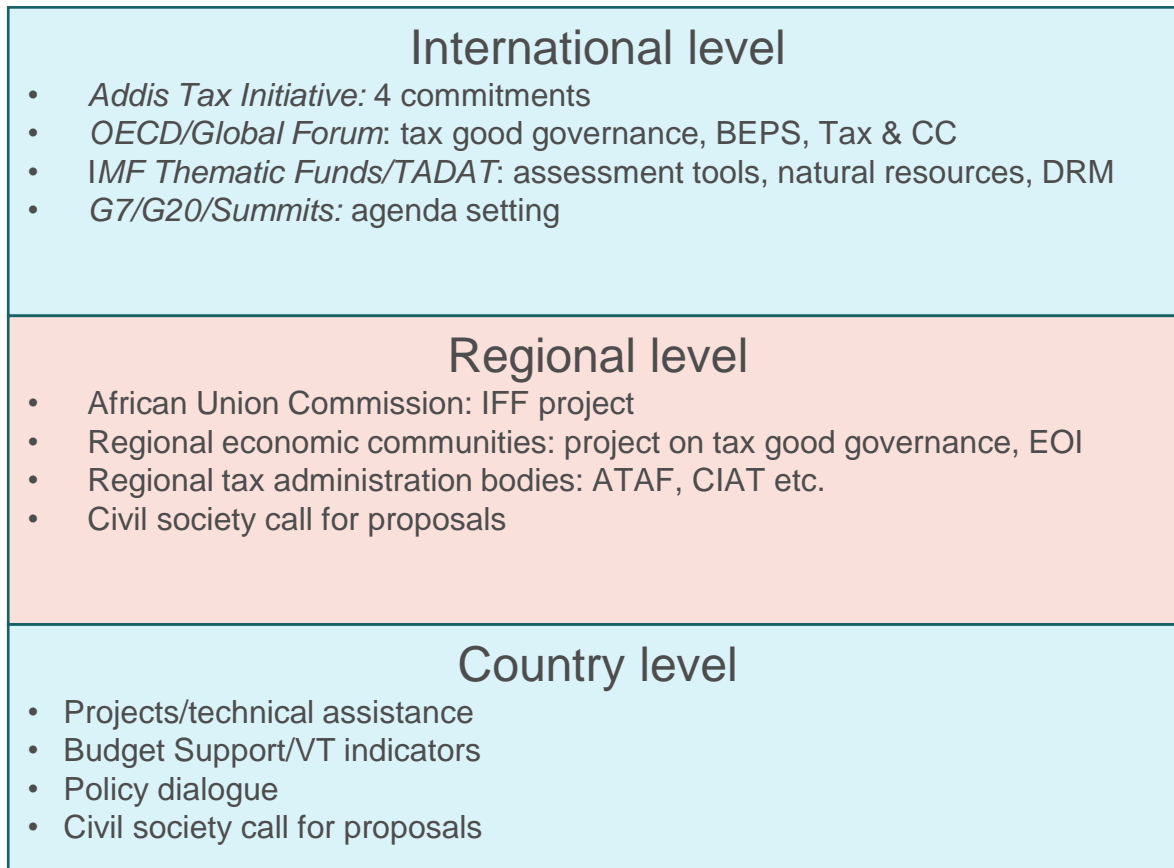 International level
• Addis Tax Initiative: 4 commitments
• OECD/Global Forum: tax good governance, BEPS, Tax & CC
• IMF Thematic Funds/TADAT: assessment tools, natural resources, DRM
• G7/G20/Summits: agenda setting
Regional level
• African Union Commission: IFF project
• Regional economic communities: project on tax good governance, EOI
• Regional tax administration bodies: ATAF, CIAT etc.
• Civil society call for proposals
Country level
• Projects/technical assistance
• Budget Support/VT indicators
• Policy dialogue
• Civil society call for proposals